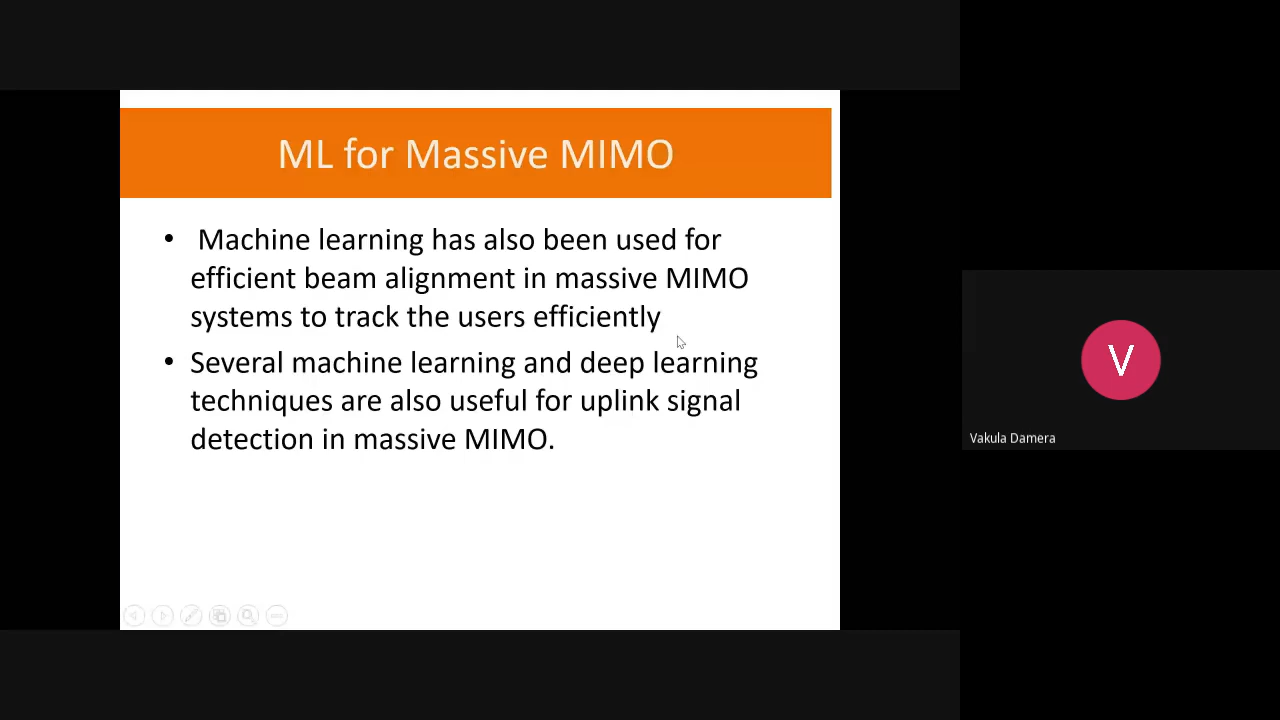 ML for Massive MIMO
• Machine learning has also been used for
efficient beam alignment in massive MIMO
systems to track the users efficiently
• Several machine learning and deep learning
techniques are also useful for uplink signal
detection in massive MIMO.
V
Vakula Damera